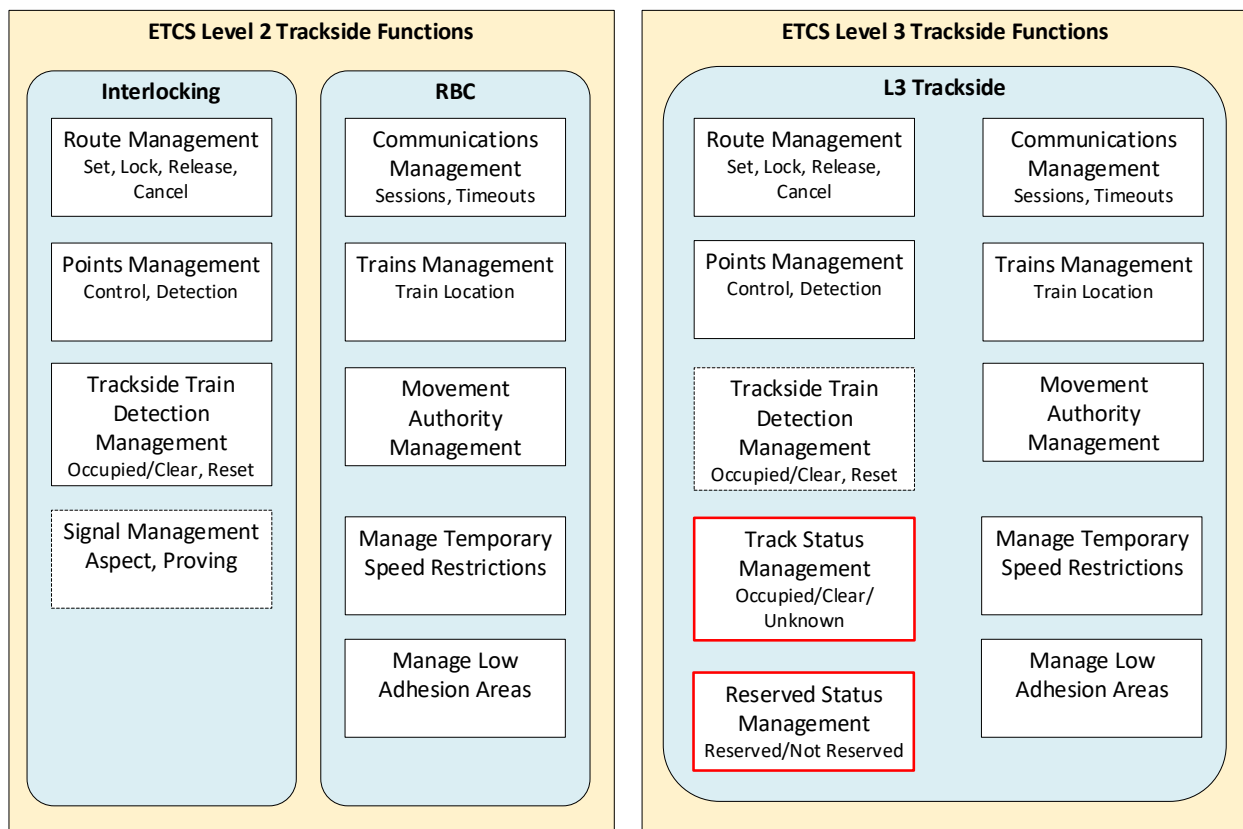 ETCS Level 2 Trackside Functions
Interlocking
Route Management
Set, Lock, Release,
Cancel
Points Management
Control, Detection
Trackside Train
Detection
Management
Occupied/Clear, Reset
Signal Management
Aspect, Proving
RBC
Communications
Management
Sessions, Timeouts
Trains Management
Train Location
Movement
Authority
Management
Manage Temporary
Speed Restrictions
Manage Low
Adhesion Areas
ETCS Level 3 Trackside Functions
L3 Trackside
Route Management
Set, Lock, Release,
Cancel
Points Management
Control, Detection
Trackside Train
Detection
Management
Occupied/Clear, Reset
Track Status
Management
Occupied/Clear/
Unknown
Reserved Status
Management
Reserved/Not Reserved
Communications
Management
Sessions, Timeouts
Trains Management
Train Location
Movement
Authority
Management
Manage Temporary
Speed Restrictions
Manage Low
Adhesion Areas